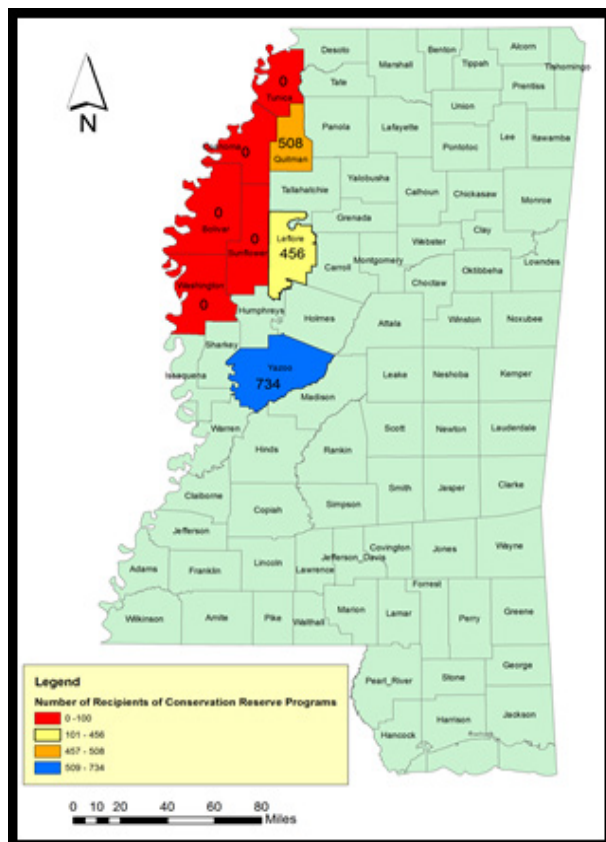 N
Desoto
Marshall
Benton
Tippah
Alcorn
Tishomingo
Prentiss
0
Tunica
Tate
Union
Panola
Lafayette
Pontotoc
Lee
Itawamba
508
Quitman
0
Tallahatchie
Yalobusha
Calhoun
Chickasaw
Monroe
0
Bolivar
0
Sunflower
Leflore
456
Grenada
Webster
Clay
Carroll
Montgomery
Choctaw
Oktibbeha
Lowndes
Washington
0
Humphreys
Holmes
Attala
Winston
Noxubee
Sharkey
Issaquena
Yazoo
734
Madison
Leake
Neshoba
Kemper
Warren
Hinds
Rankin
Scott
Newton
Lauderdale
Claiborne
Copiah
Simpson
Smith
Jasper
Clarke
Jefferson
Adams
Franklin
Lincoln
Lawrence
Jefferson_Davis
Covington
Jones
Wayne
Forrest
Wilkinson
Amite
Pike
Walthall
Marion
Lamar
Perry
Greene
Pearl_River
Stone
George
Hancock
Harrison
Jackson
Legend
Number of Recipients of Conservation Reserve Programs
0 -100
101 - 456
457 - 508
509 - 734
0 10 20 40 60 80
Miles